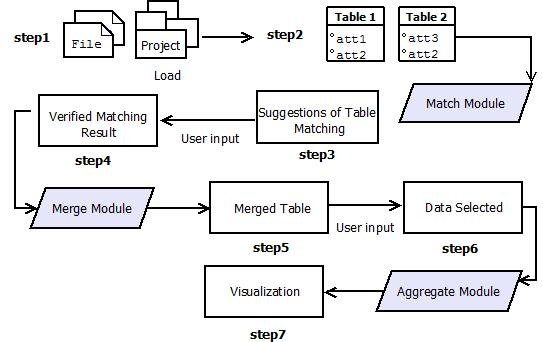 step1
File
Project
Load
step2
Table 1
att1
att2
Table 2
att3
att2
Match Module
Suggestions of Table
Matching
step3
User input
Verified Matching
Result
step4
Merge Module
Merged Table
step5
User input
Data Selected
step6
Aggregate Module
Visualization
step7